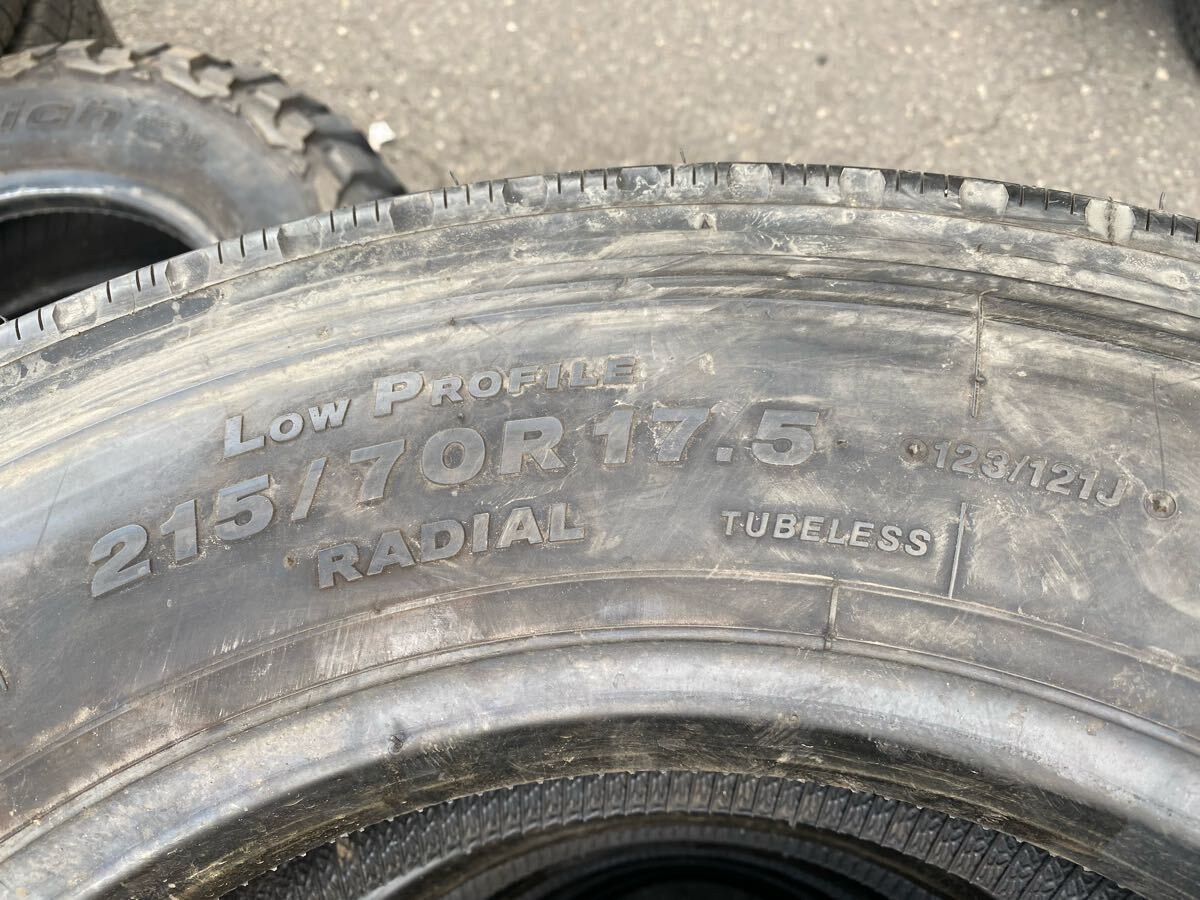 LOW PROFILE
215/70R17.5
123/121J
RADIAL
TUBELESS